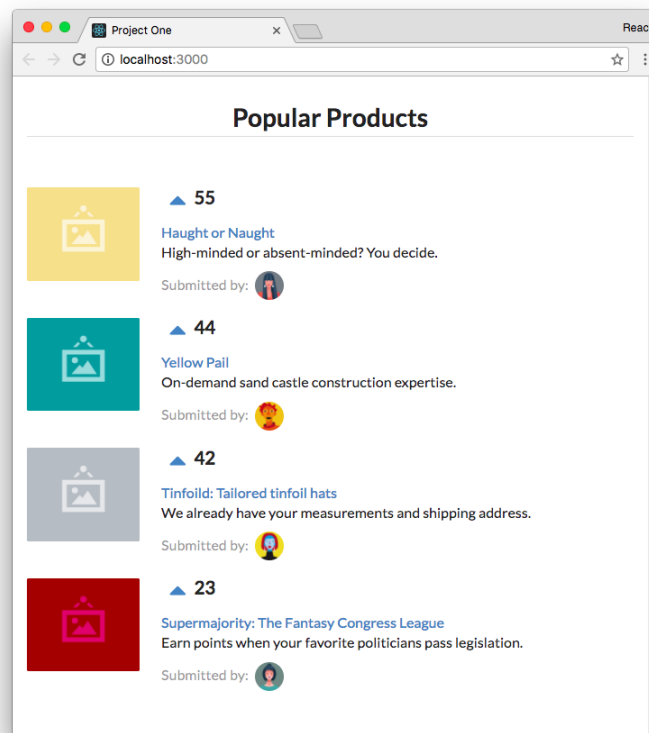 Project One
Reac
localhost:3000
Popular Products
55
Haught or Naught
High-minded or absent-minded? You decide.
Submitted by:
44
Yellow Pail
On-demand sand castle construction expertise.
Submitted by:
42
Tinfoild: Tailored tinfoil hats
We already have your measurements and shipping address.
Submitted by:
23
Supermajority: The Fantasy Congress League
Earn points when your favorite politicians pass legislation.
Submitted by: